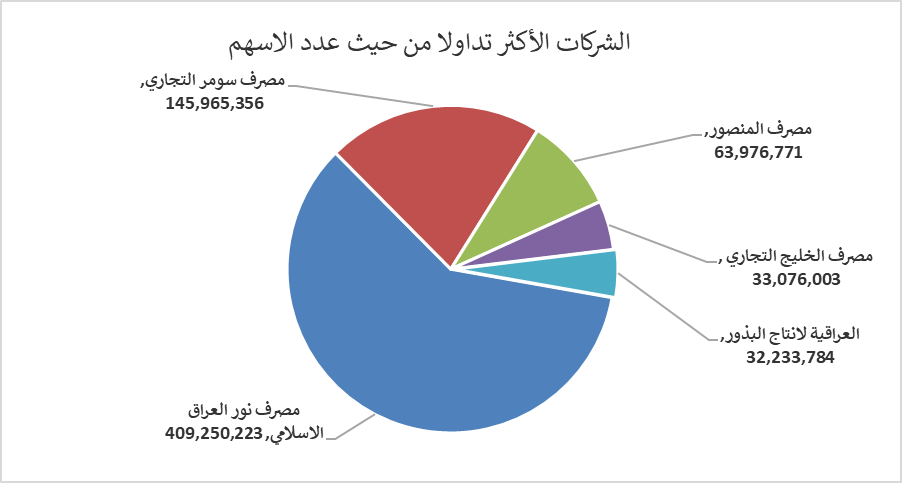 الشركات الأكثر تداولا من حيث عدد الاسهم
مصرف سومر التجاري,
145,965,356
مصرف المنصور,
63,976,771
مصرف الخليج التجاري ,
33,076,003
العراقية لانتاج البذور,
32,233,784
مصرف نور العراق
الاسلامي, 409,250,223